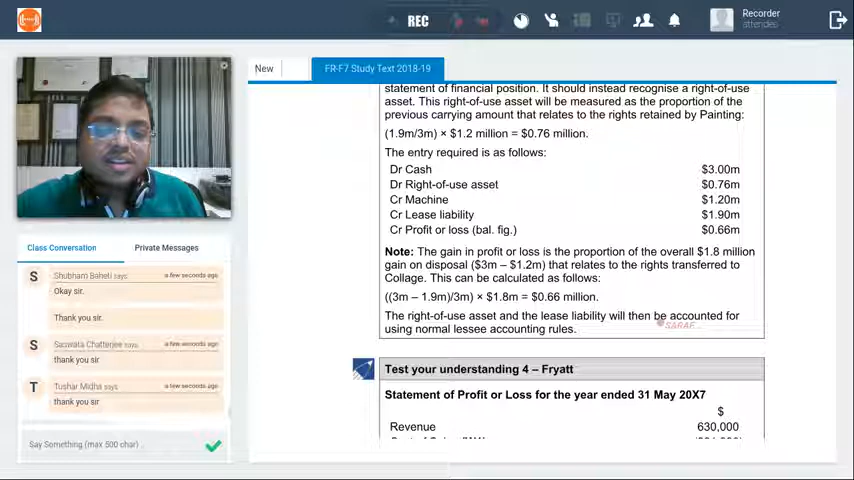 REC
Recorder
attendee
New
FR-F7 Study Text 2018-19
statement of financial position. It should instead recognise a right-of-use
asset. This right-of-use asset will be measured as the proportion of the
previous carrying amount that relates to the rights retained by Painting:
(1.9m/3m) × $1.2 million = $0.76 million.
The entry required is as follows:
Dr Cash $3.00m
Dr Right-of-use asset $0.76m
Cr Machine $1.20m
Cr Lease liability $1.90m
Cr Profit or loss (bal. fig.) $0.66m
Note: The gain in profit or loss is the proportion of the overall $1.8 million
gain on disposal ($3m – $1.2m) that relates to the rights transferred to
Collage. This can be calculated as follows:
((3m – 1.9m)/3m) × $1.8m = $0.66 million.
The right-of-use asset and the lease liability will then be accounted for
using normal lessee accounting rules.
SARAF
Test your understanding 4 – Fryatt
Statement of Profit or Loss for the year ended 31 May 20X7
$
Revenue 630,000
Class Conversation Private Messages
S Shubham Baheti says a few seconds ago
Okay sir.
Thank you sir.
S Saswata Chatterjee says a few seconds ago
thank you sir
T Tushar Midha says a few seconds ago
thank you sir
Say Something (max 500 char)